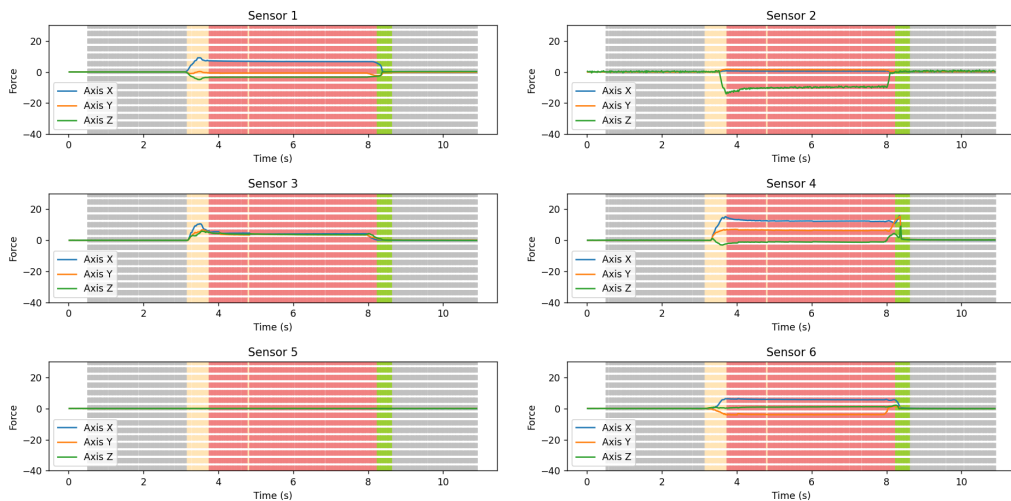 Sensor 1
Force
20
0
−20
−40
Axis X
Axis Y
Axis Z
0 2 4 6 8 10
Time (s)
Sensor 2
Force
20
0
−20
−40
Axis X
Axis Y
Axis Z
0 2 4 6 8 10
Time (s)
Sensor 3
Force
20
0
−20
−40
Axis X
Axis Y
Axis Z
0 2 4 6 8 10
Time (s)
Sensor 4
Force
20
0
−20
−40
Axis X
Axis Y
Axis Z
0 2 4 6 8 10
Time (s)
Sensor 5
Force
20
0
−20
−40
Axis X
Axis Y
Axis Z
0 2 4 6 8 10
Time (s)
Sensor 6
Force
20
0
−20
−40
Axis X
Axis Y
Axis Z
0 2 4 6 8 10
Time (s)